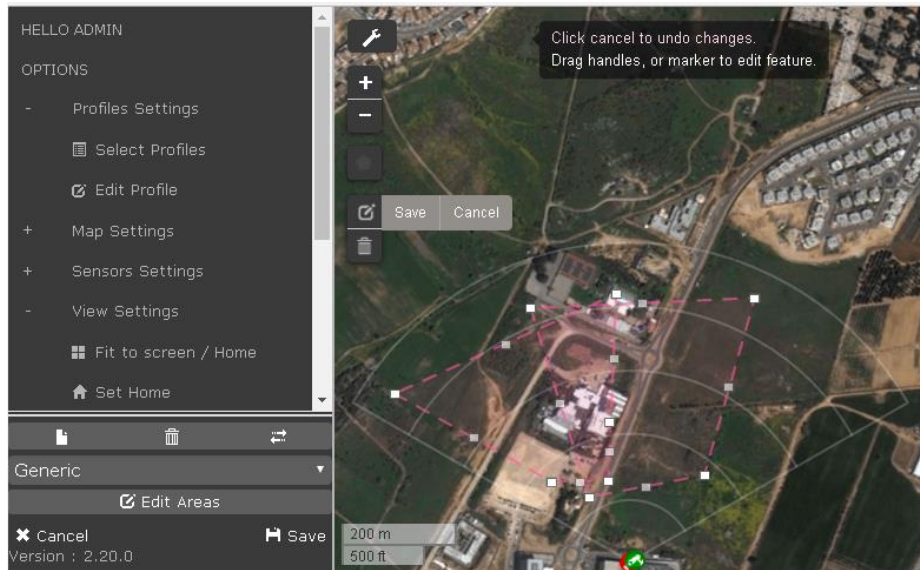 HELLO ADMIN
OPTIONS
- Profiles Settings
Select Profiles
Edit Profile
+ Map Settings
+ Sensors Settings
- View Settings
Fit to screen / Home
Set Home
Generic
Edit Areas
Cancel
Save
Version : 2.20.0
+
−
Click cancel to undo changes.
Drag handles, or marker to edit feature.
Save Cancel
200 m
500 ft